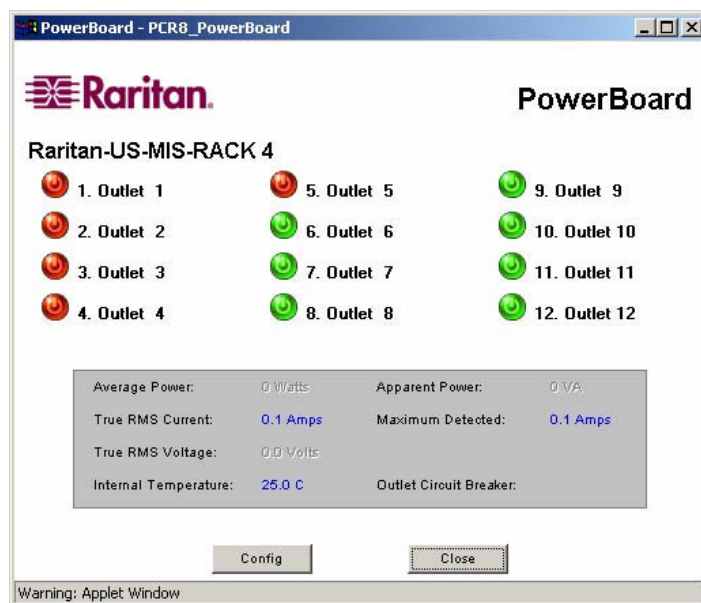 PowerBoard - PCR8_PowerBoard
Raritan.
PowerBoard
Raritan-US-MIS-RACK 4
1. Outlet 1
5. Outlet 5
9. Outlet 9
2. Outlet 2
6. Outlet 6
10. Outlet 10
3. Outlet 3
7. Outlet 7
11. Outlet 11
4. Outlet 4
8. Outlet 8
12. Outlet 12
Average Power: 0 Watts Apparent Power: 0 VA
True RMS Current: 0.1 Amps Maximum Detected: 0.1 Amps
True RMS Voltage: 0.0 Volts
Internal Temperature: 25.0 C Outlet Circuit Breaker:
Config
Close
Warning: Applet Window